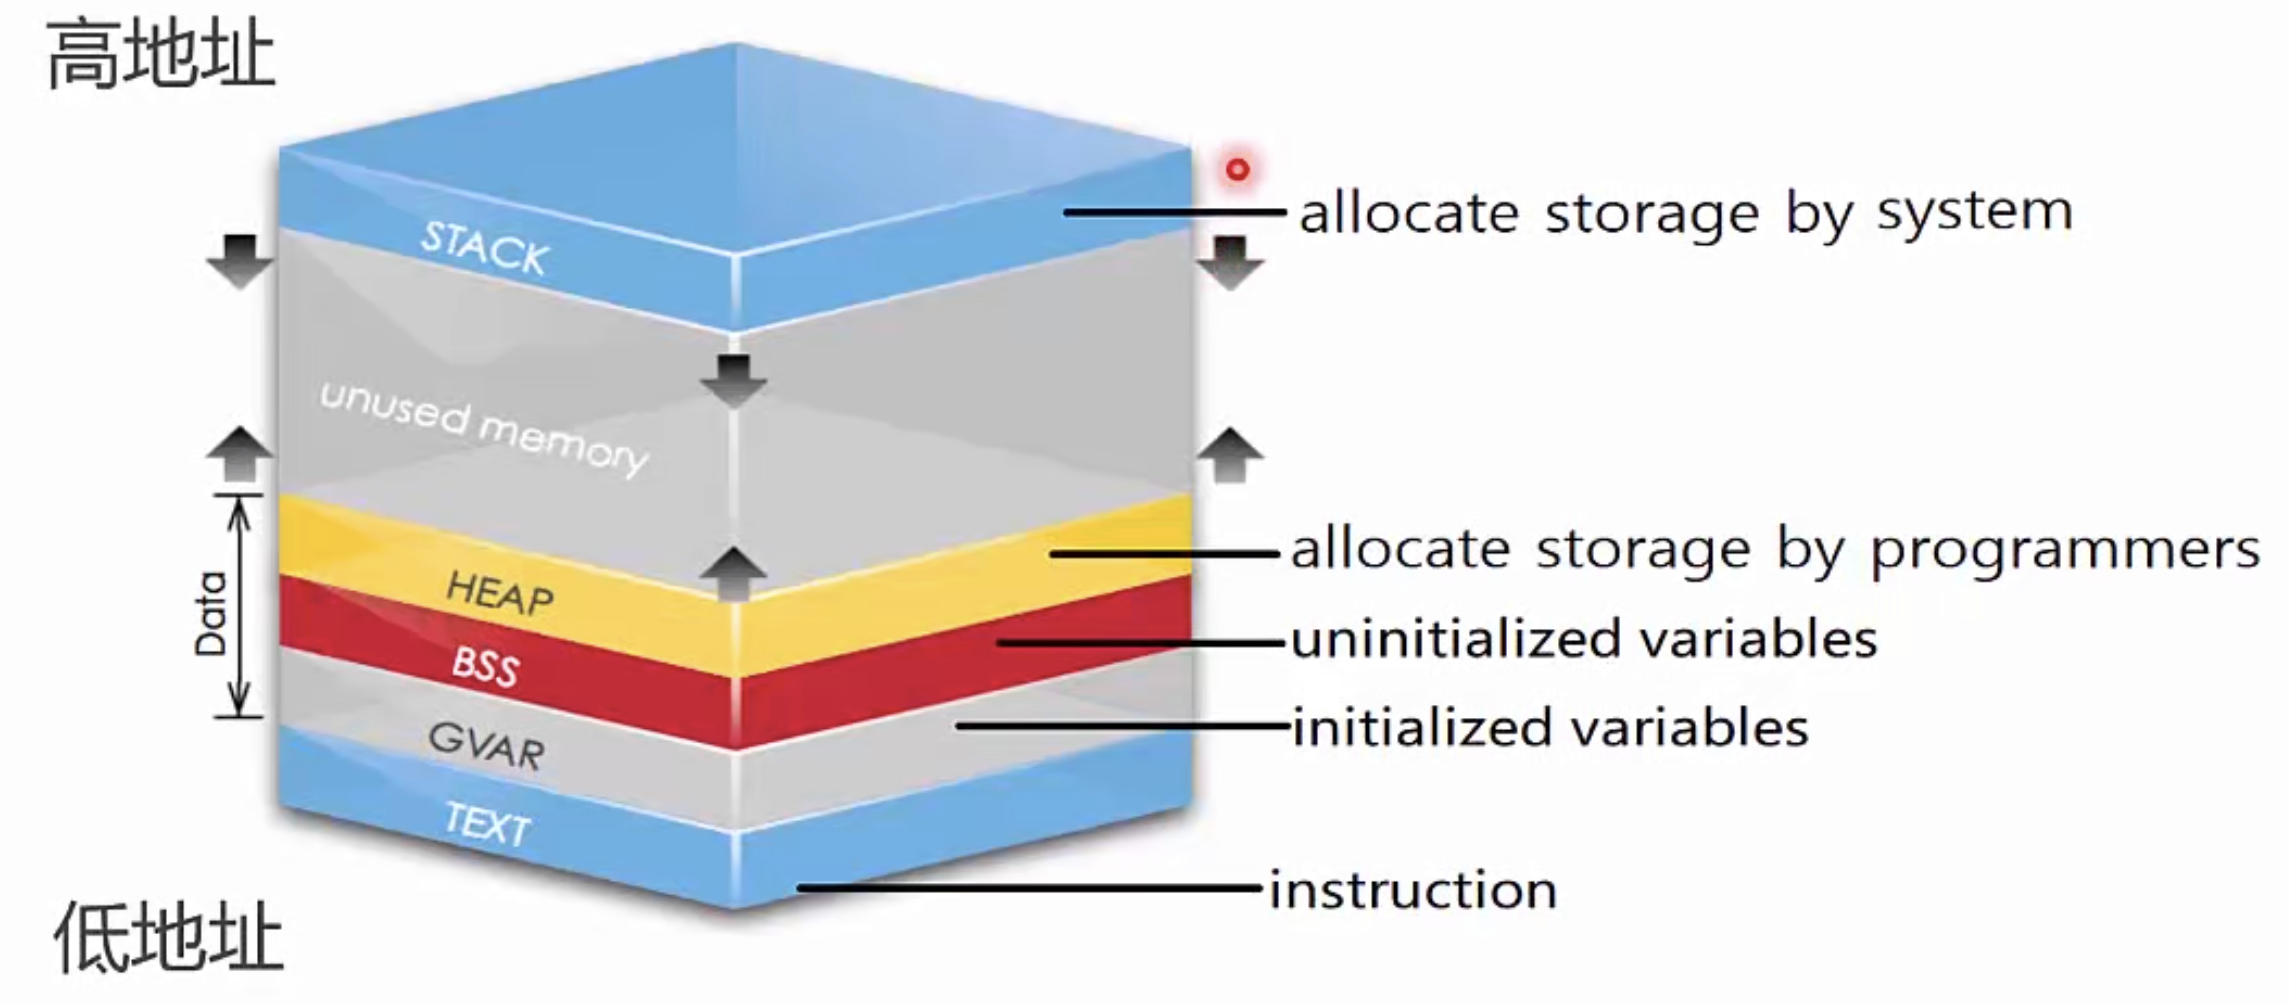 高地址
allocate storage by system
STACK
unused memory
allocate storage by programmers
HEAP
Data
uninitialized variables
BSS
initialized variables
GVAR
TEXT
instruction
低地址